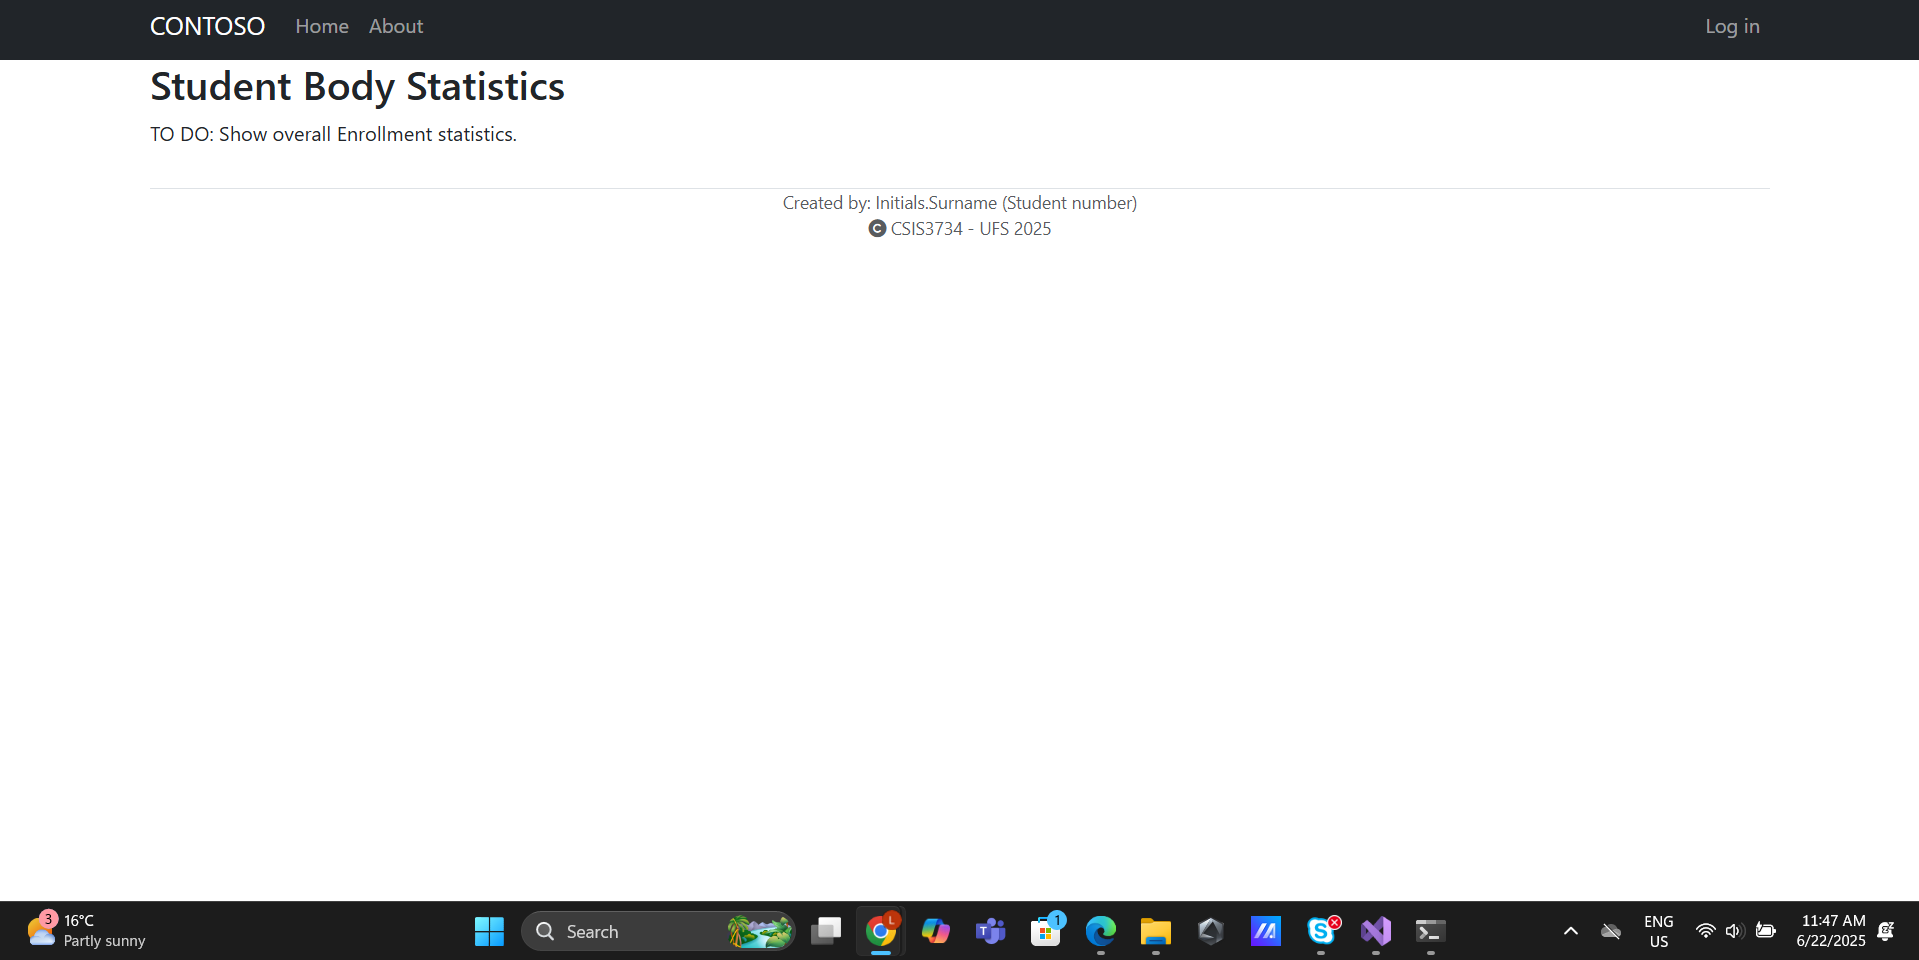 CONTOSO Home About Log in
Student Body Statistics
TO DO: Show overall Enrollment statistics.
Created by: Initials.Surname (Student number)
C CSIS3734 - UFS 2025
3 16°C
Partly sunny
Search
L
T
1
ENG
US
11:47 AM
6/22/2025